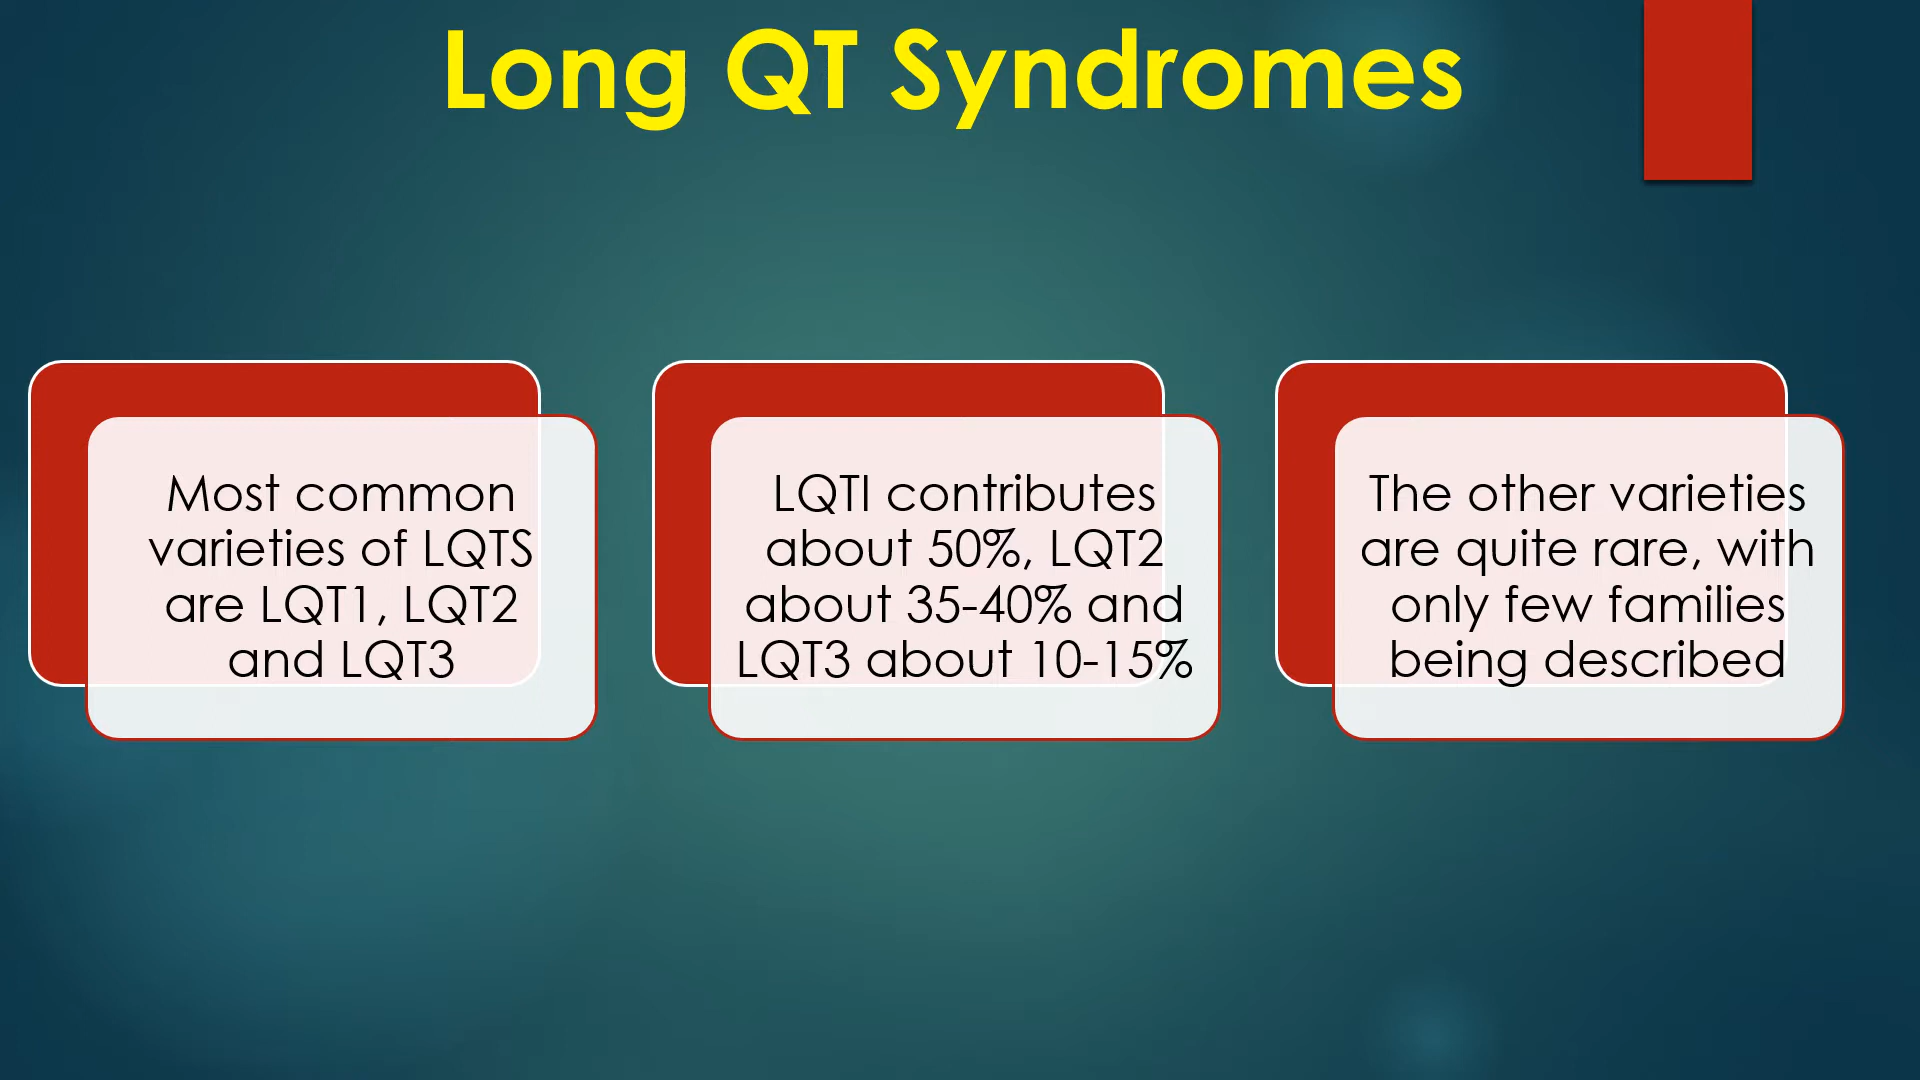 Long QT Syndromes
Most common
varieties of LQTS
are LQT1, LQT2
and LQT3
LQTI contributes
about 50%, LQT2
about 35-40% and
LQT3 about 10-15%
The other varieties
are quite rare, with
only few families
being described